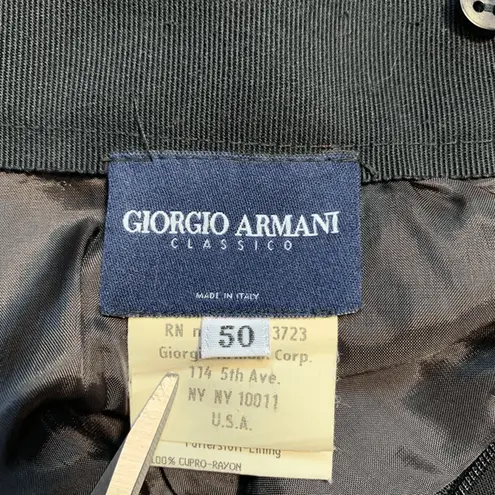 GIORGIO ARMANI
CLASSICO
MADE IN ITALY
50
RN 3723
Corp.
114 5th Ave.
NY NY 10011
U.S.A.
100% CUPRO-RAYON